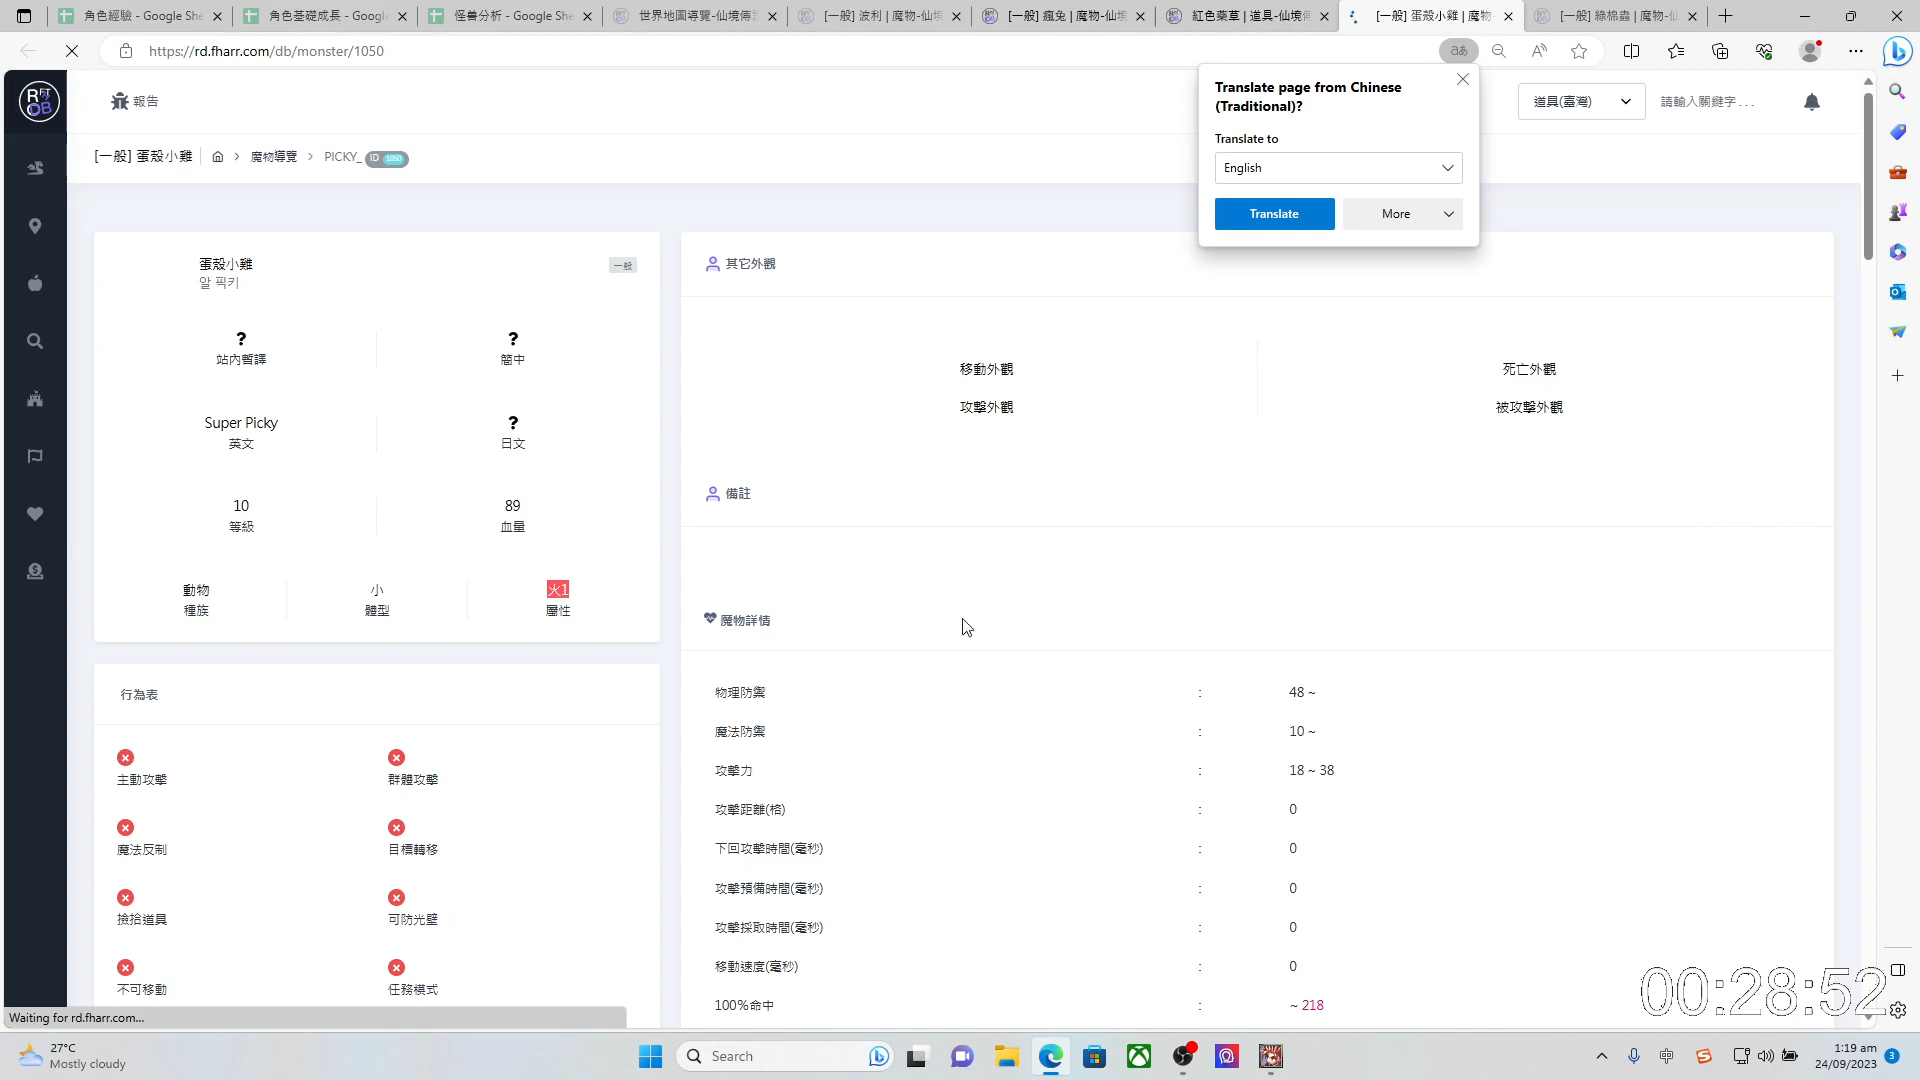 角色經驗 - Google She
角色基礎成長 - Google
怪兽分析 - Google She
世界地圖導覽-仙境傳說
[一般] 波利 | 魔物-仙境
[一般] 瘋兔 | 魔物-仙境
紅色藥草 | 道具-仙境傳
[一般] 蛋殼小雞 | 魔物-
[一般] 綠棉蟲 | 魔物-仙
https://rd.fharr.com/db/monster/1050
Translate page from Chinese
(Traditional)?
Translate to
English
Translate
More
報告
道具(臺灣)
請輸入關鍵字 . . .
[一般] 蛋殼小雞
魔物導覽
PICKY_
ID 1050
蛋殼小雞
알 픽키
一般
?
站內暫譯
?
簡中
Super Picky
英文
?
日文
10
等級
89
血量
動物
種族
小
體型
火1
屬性
行為表
主動攻擊
群體攻擊
魔法反制
目標轉移
撿拾道具
可防光壁
不可移動
任務模式
其它外觀
移動外觀
死亡外觀
攻擊外觀
被攻擊外觀
備註
魔物詳情
物理防禦 : 48 ~
魔法防禦 : 10 ~
攻擊力 : 18 ~ 38
攻擊距離(格) : 0
下回攻擊時間(毫秒) : 0
攻擊預備時間(毫秒) : 0
攻擊採取時間(毫秒) : 0
移動速度(毫秒) : 0
100%命中 : ~ 218
00:28:52
Waiting for rd.fharr.com...
27°C
Mostly cloudy
Search
中
1:19 am
24/09/2023
3